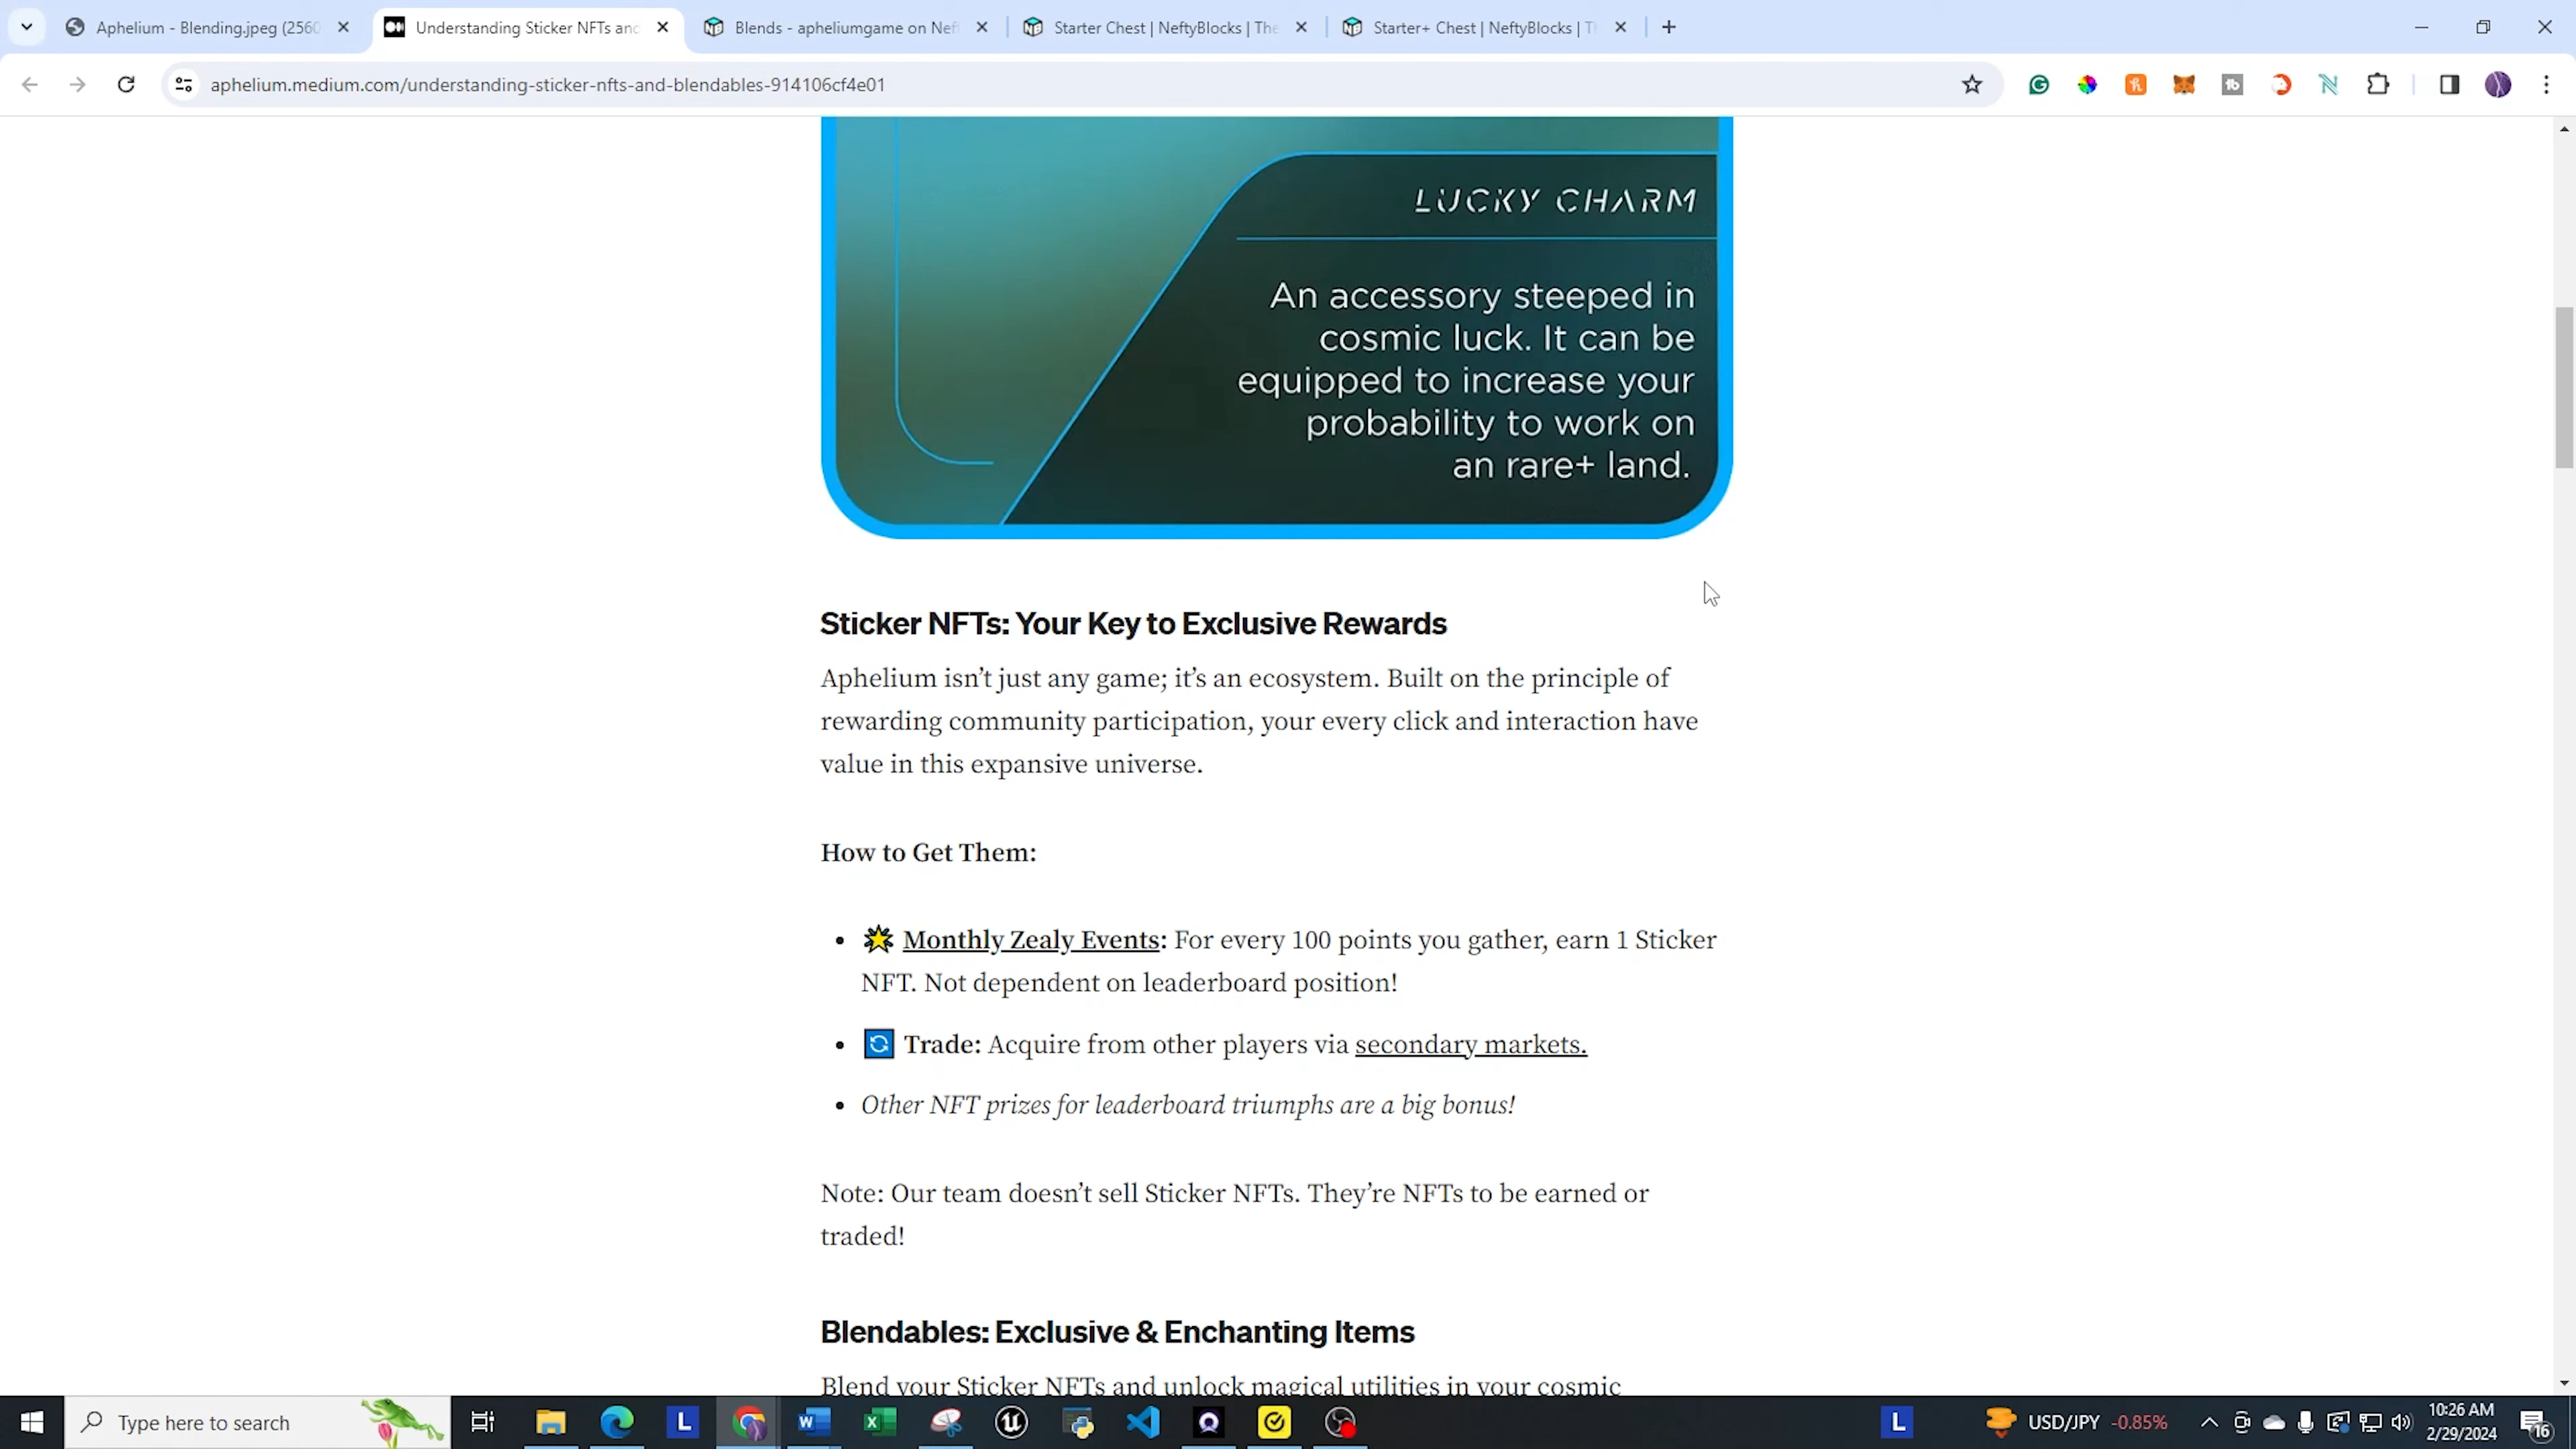 Aphelium - Blending.jpeg (2560
Understanding Sticker NFTs and
Blends - apheliumgame on Neft
Starter Chest | NeftyBlocks | The
Starter+ Chest | NeftyBlocks | Th
aphelium.medium.com/understanding-sticker-nfts-and-blendables-914106cf4e01
LUCKY CHARM
An accessory steeped in
cosmic luck. It can be
equipped to increase your
probability to work on
an rare+ land.
Sticker NFTs: Your Key to Exclusive Rewards
Aphelium isn’t just any game; it’s an ecosystem. Built on the principle of
rewarding community participation, your every click and interaction have
value in this expansive universe.
How to Get Them:
Monthly Zealy Events: For every 100 points you gather, earn 1 Sticker
NFT. Not dependent on leaderboard position!
Trade: Acquire from other players via secondary markets.
Other NFT prizes for leaderboard triumphs are a big bonus!
Note: Our team doesn’t sell Sticker NFTs. They’re NFTs to be earned or
traded!
Blendables: Exclusive & Enchanting Items
Blend your Sticker NFTs and unlock magical utilities in your cosmic
Type here to search
USD/JPY -0.85%
10:26 AM
2/29/2024
16